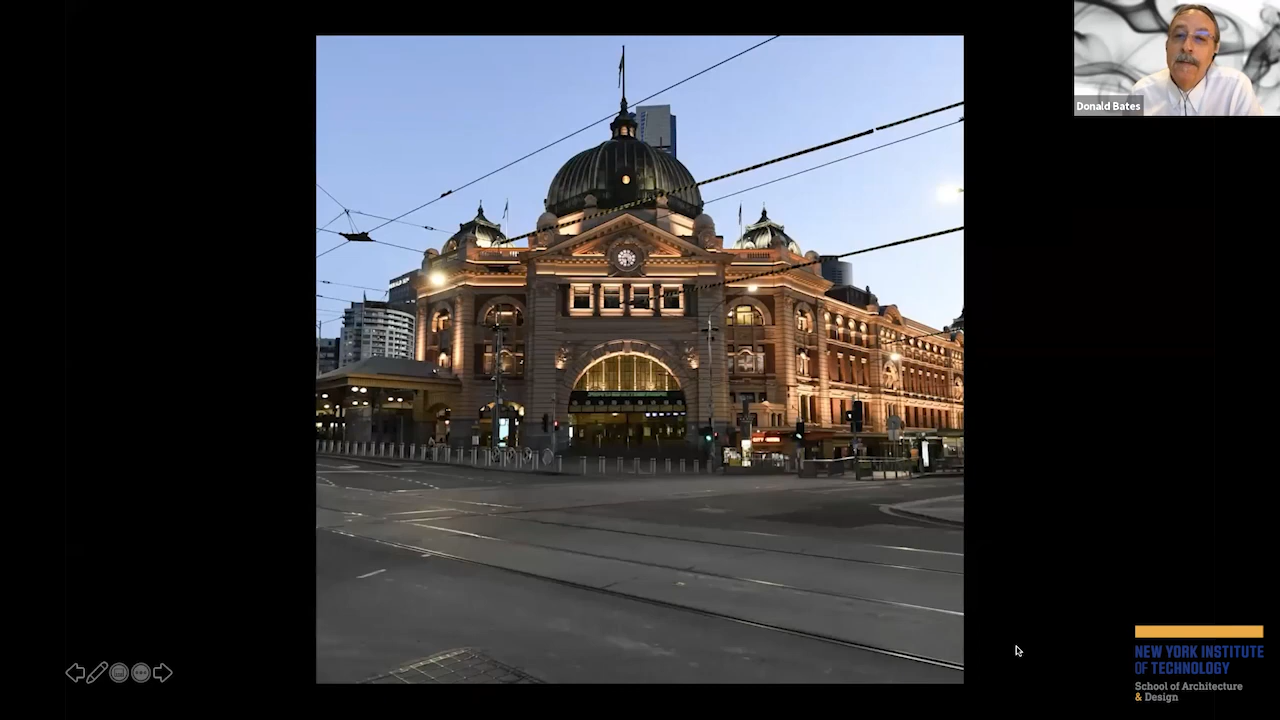 Donald Bates
NEW YORK INSTITUTE
OF TECHNOLOGY
School of Architecture
& Design